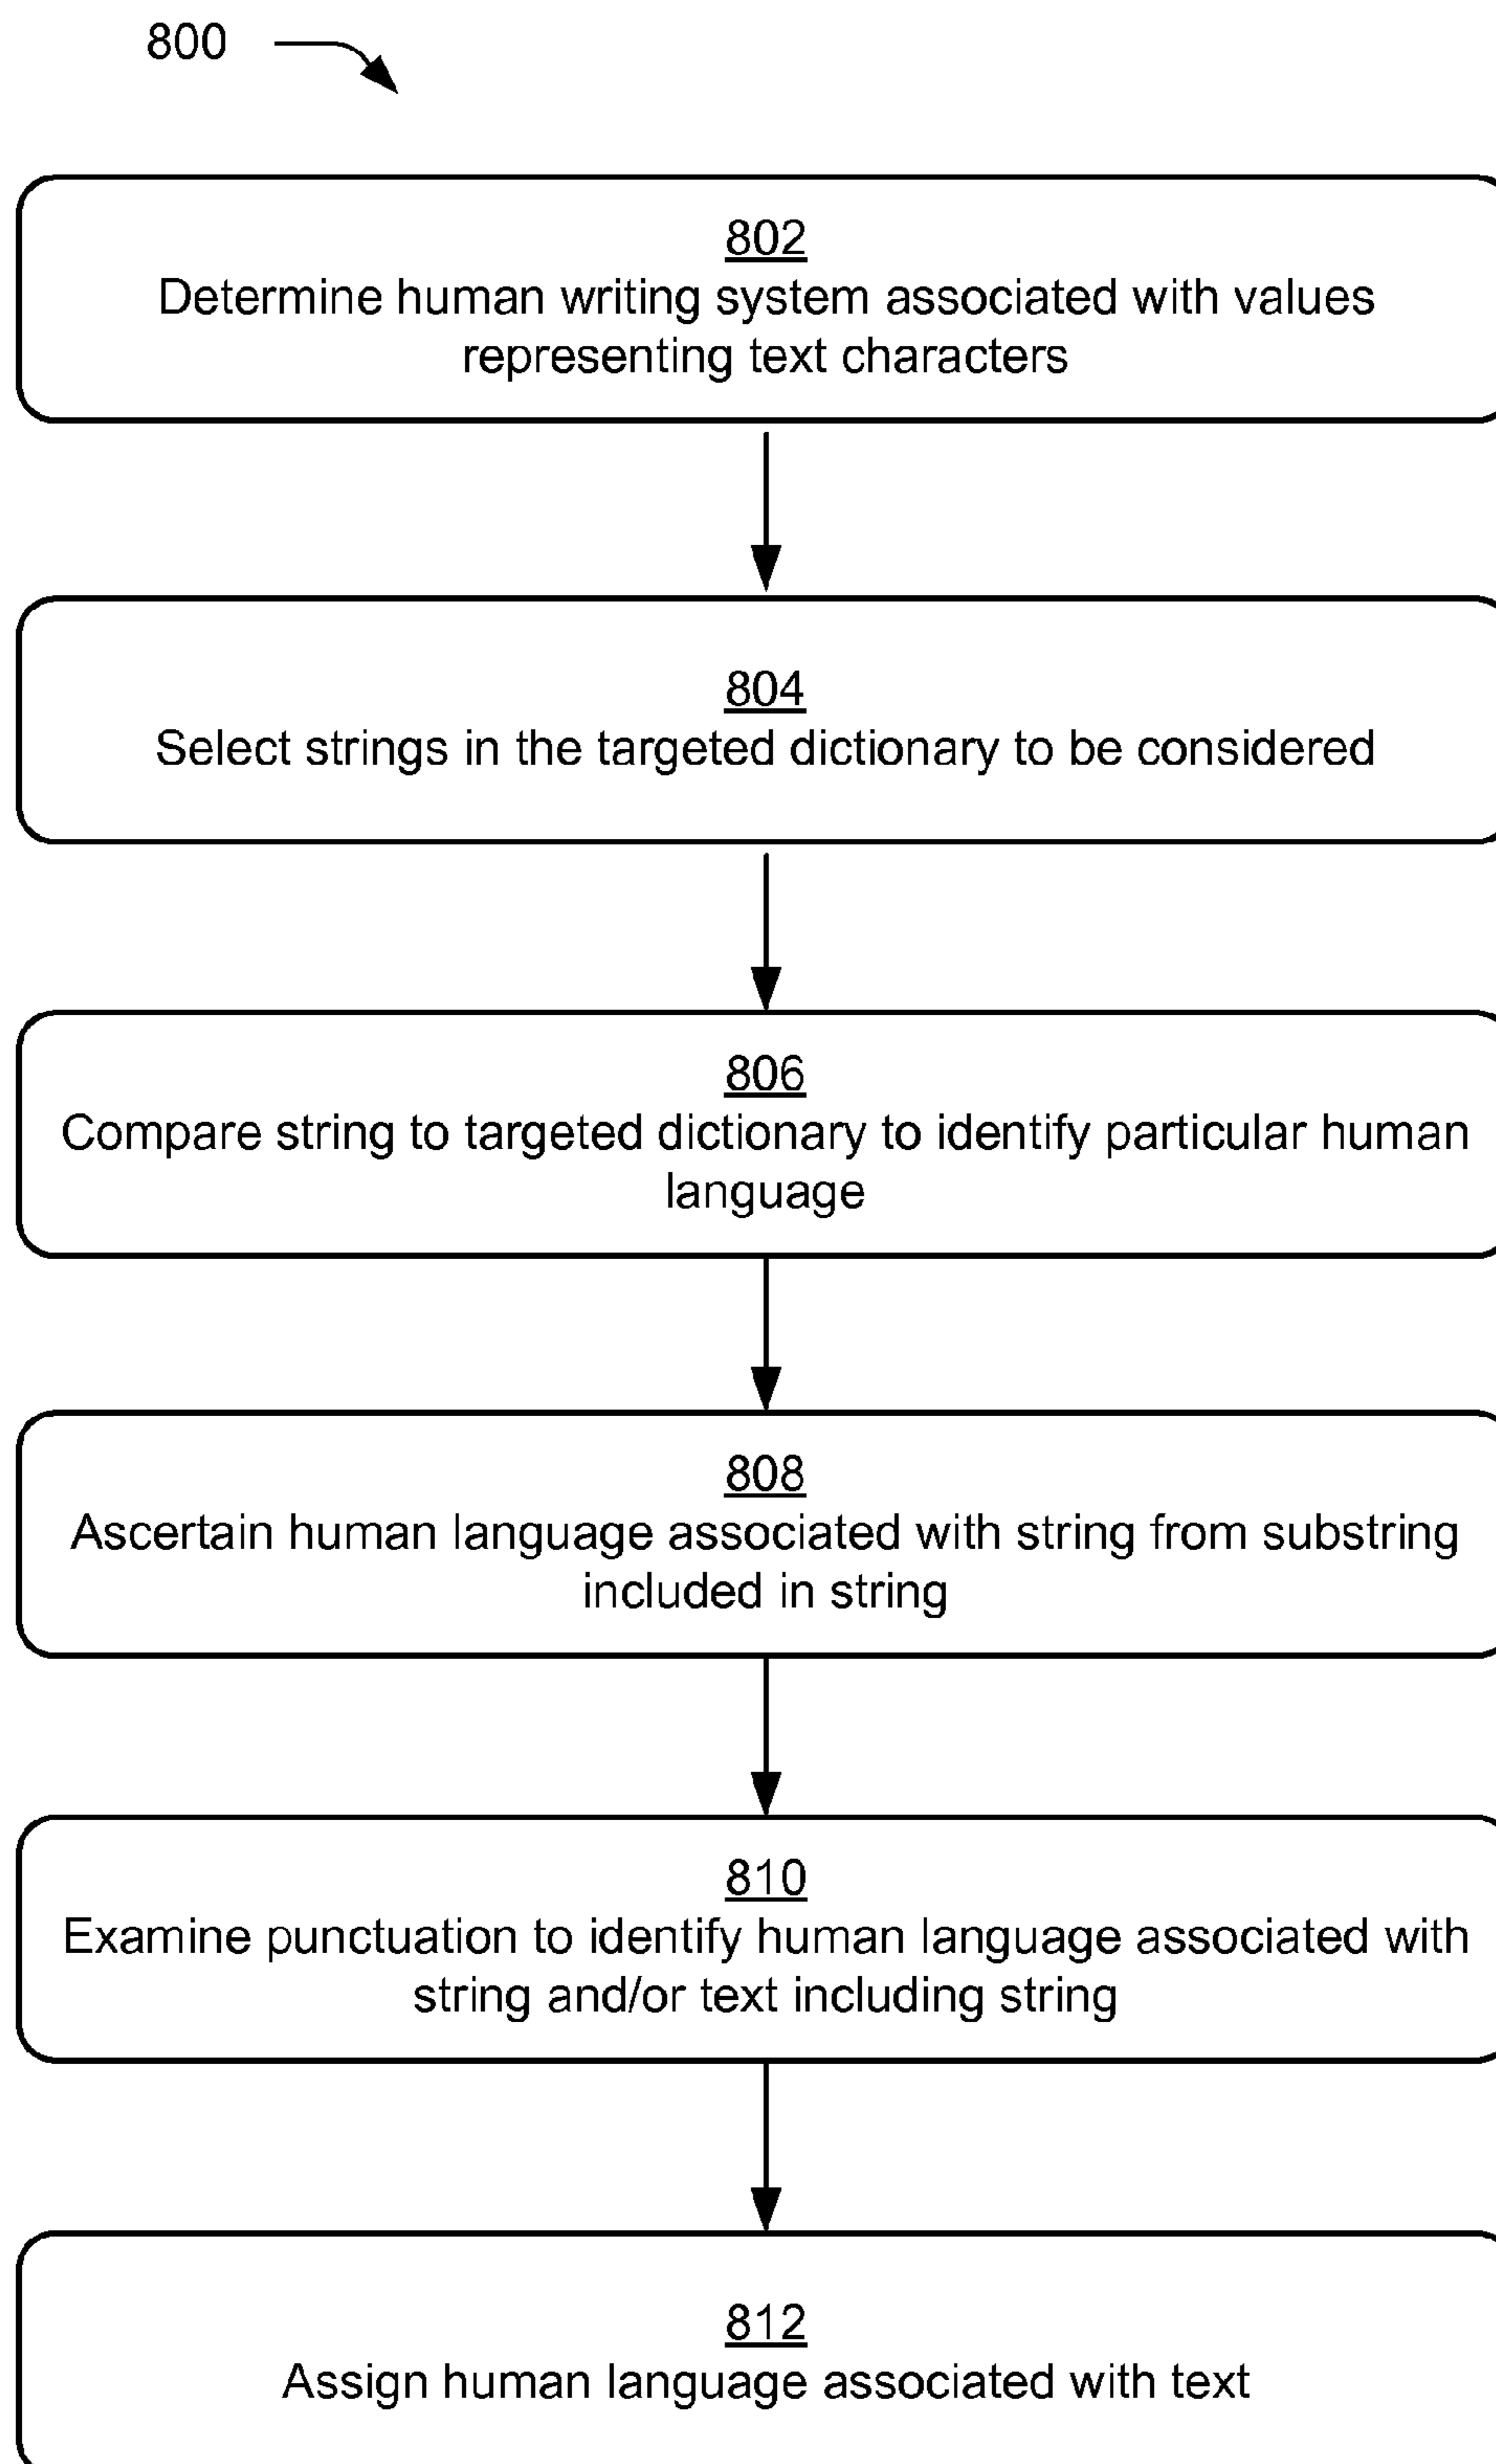 800
802
Determine human writing system associated with values
representing text characters
804
Select strings in the targeted dictionary to be considered
806
Compare string to targeted dictionary to identify particular human
language
808
Ascertain human language associated with string from substring
included in string
810
Examine punctuation to identify human language associated with
string and/or text including string
812
Assign human language associated with text